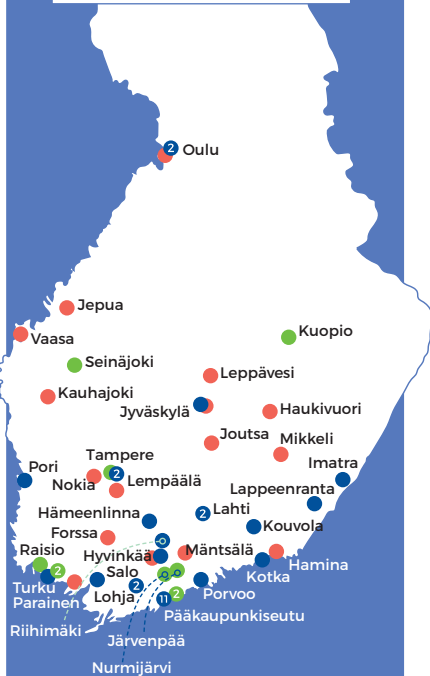 2 Oulu
Jepua
Vaasa
Kuopio
Seinäjoki
Leppävesi
Kauhajoki
Jyväskylä
Haukivuori
Joutsa
Mikkeli
Tampere
Imatra
Pori
2
Nokia
Lempäälä
Lappeenranta
Hämeenlinna
2 Lahti
Forssa
Kouvola
Raisio
Hyvinkää
Mäntsälä
Hamina
2
Salo
Kotka
Turku
2
Parainen
Lohja
11
2
Porvoo
Pääkaupunkiseutu
Riihimäki
Järvenpää
Nurmijärvi